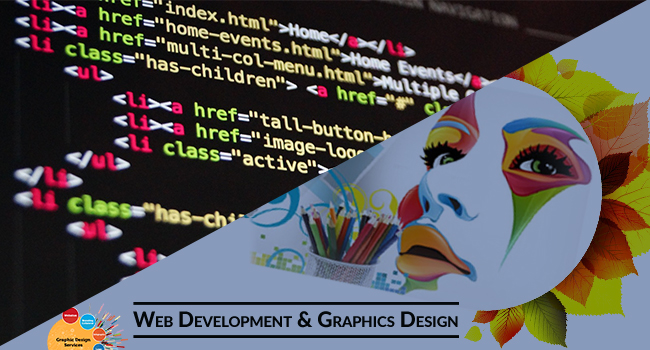 <li><a href="index.html">Home</a></li>
<li><a href="home-events.html">Home Events</a>
<li><a href="multi-col-menu.html">Multiple
<li class="has-children"> <a href="#"
<ul>
<li><a href="tall-button-
<li><a href="image-logo
<li class="active">
</ul>
</li>
<li class="has-
<ul>
<li>
Graphic Design
Services
WEB DEVELOPMENT & GRAPHICS DESIGN